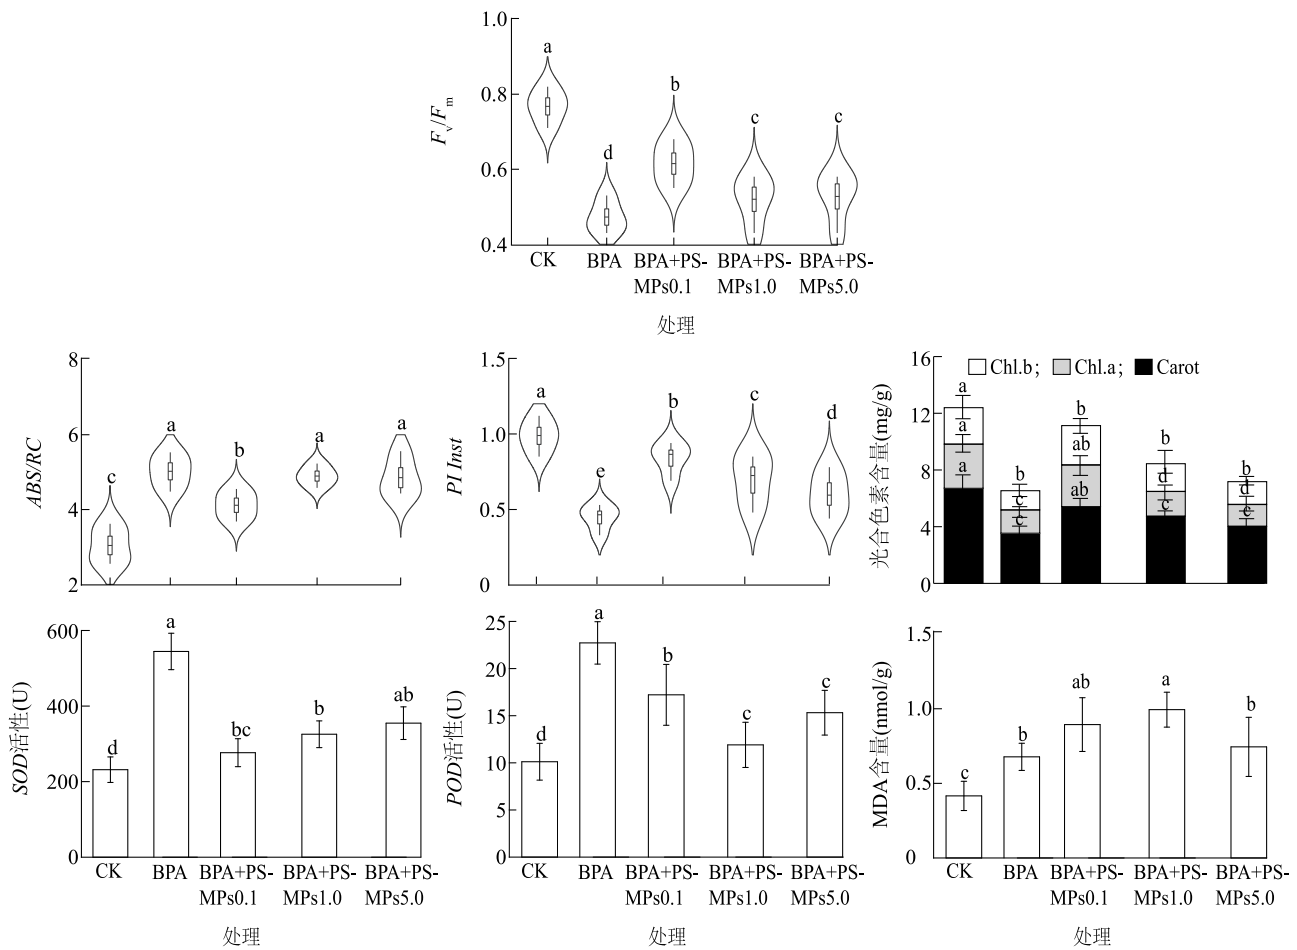 1.0
0.8
0.6
0.4
Fv/Fm
a
d
b
c
c
CK
BPA
BPA+PS-
MPs0.1
BPA+PS-
MPs1.0
BPA+PS-
MPs5.0
处理
8
6
4
2
ABS/RC
c
a
b
a
a
1.5
1.0
0.5
0
PI Inst
a
e
b
c
d
16
12
8
4
0
光合色素含量(mg/g)
Chl.b; Chl.a; Carot
a
a
a
b
c
c
b
ab
ab
b
d
c
b
d
c
600
400
200
0
SOD活性(U)
d
a
bc
b
ab
CK
BPA
BPA+PS-
MPs0.1
BPA+PS-
MPs1.0
BPA+PS-
MPs5.0
处理
25
20
15
10
5
0
POD活性(U)
d
a
b
c
c
CK
BPA
BPA+PS-
MPs0.1
BPA+PS-
MPs1.0
BPA+PS-
MPs5.0
处理
1.5
1.0
0.5
0
MDA含量(nmol/g)
c
b
ab
a
b
CK
BPA
BPA+PS-
MPs0.1
BPA+PS-
MPs1.0
BPA+PS-
MPs5.0
处理